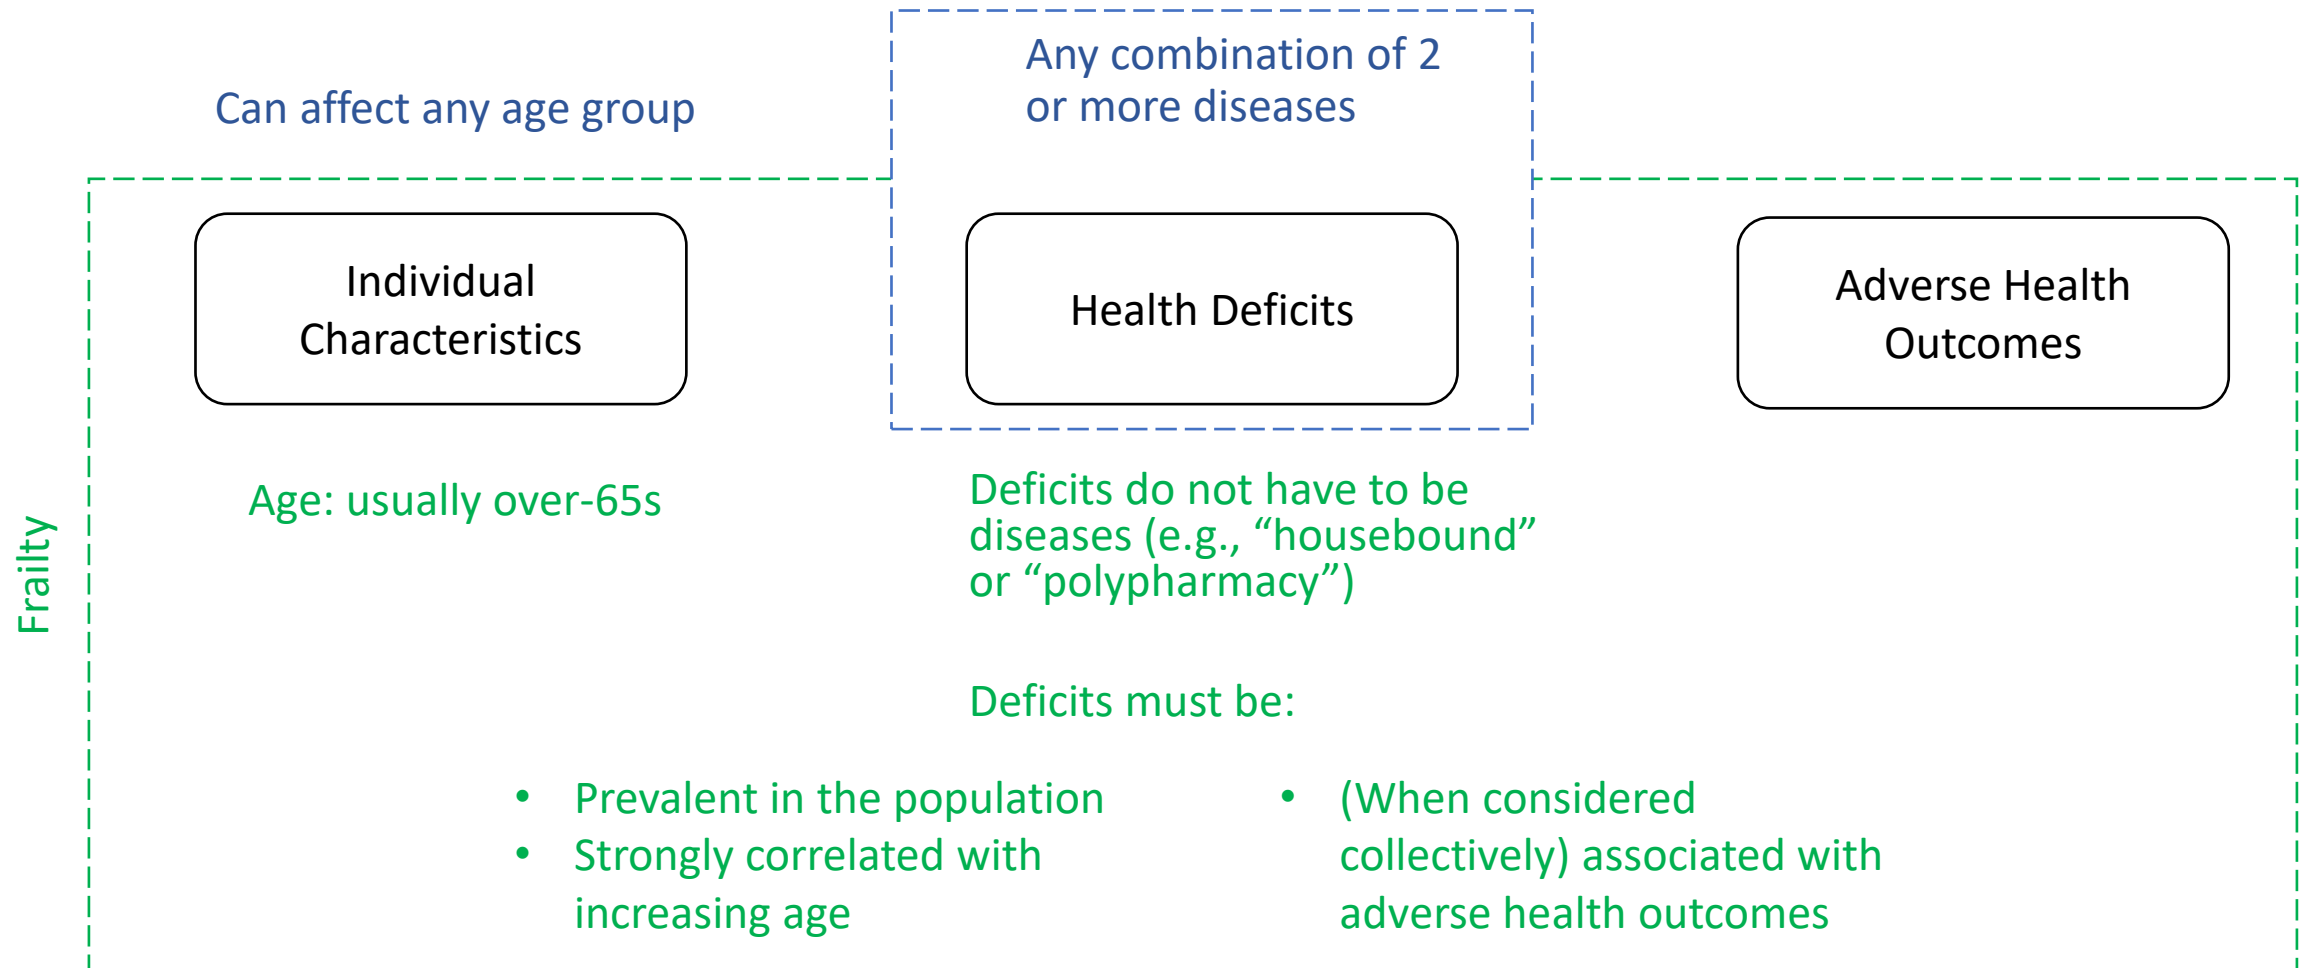 Any combination of 2
or more diseases
Can affect any age group
Individual
Characteristics
Health Deficits
Adverse Health
Outcomes
Frailty
Age: usually over-65s
Deficits do not have to be
diseases (e.g., “housebound”
or “polypharmacy”)
Deficits must be:
• Prevalent in the population
• Strongly correlated with
increasing age
• (When considered
collectively) associated with
adverse health outcomes